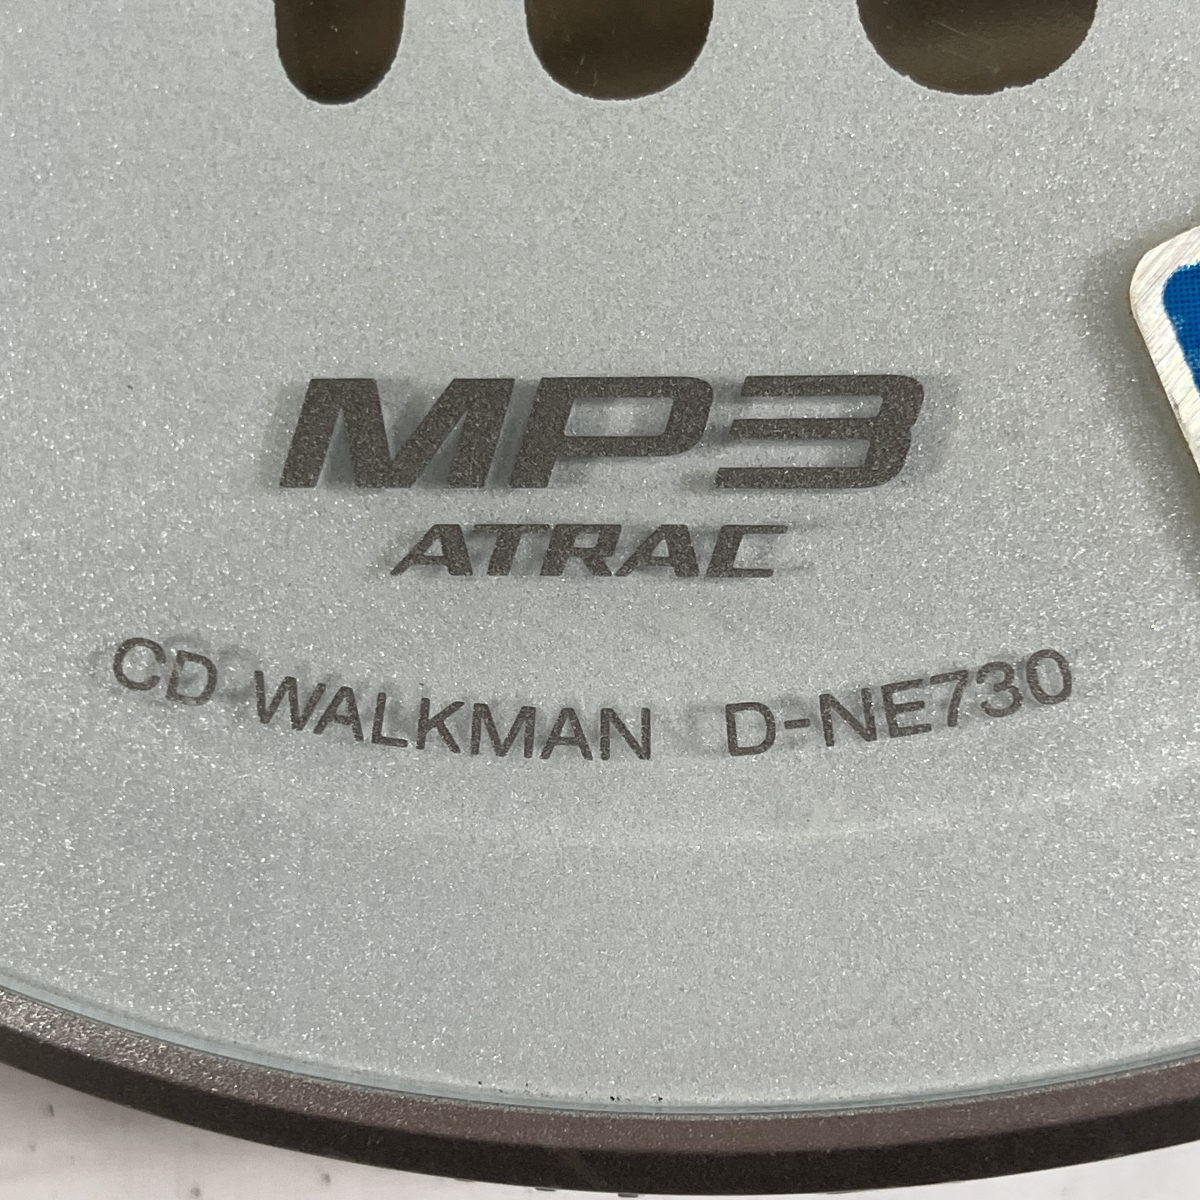 MP3
ATRAC
CD WALKMAN D-NE730